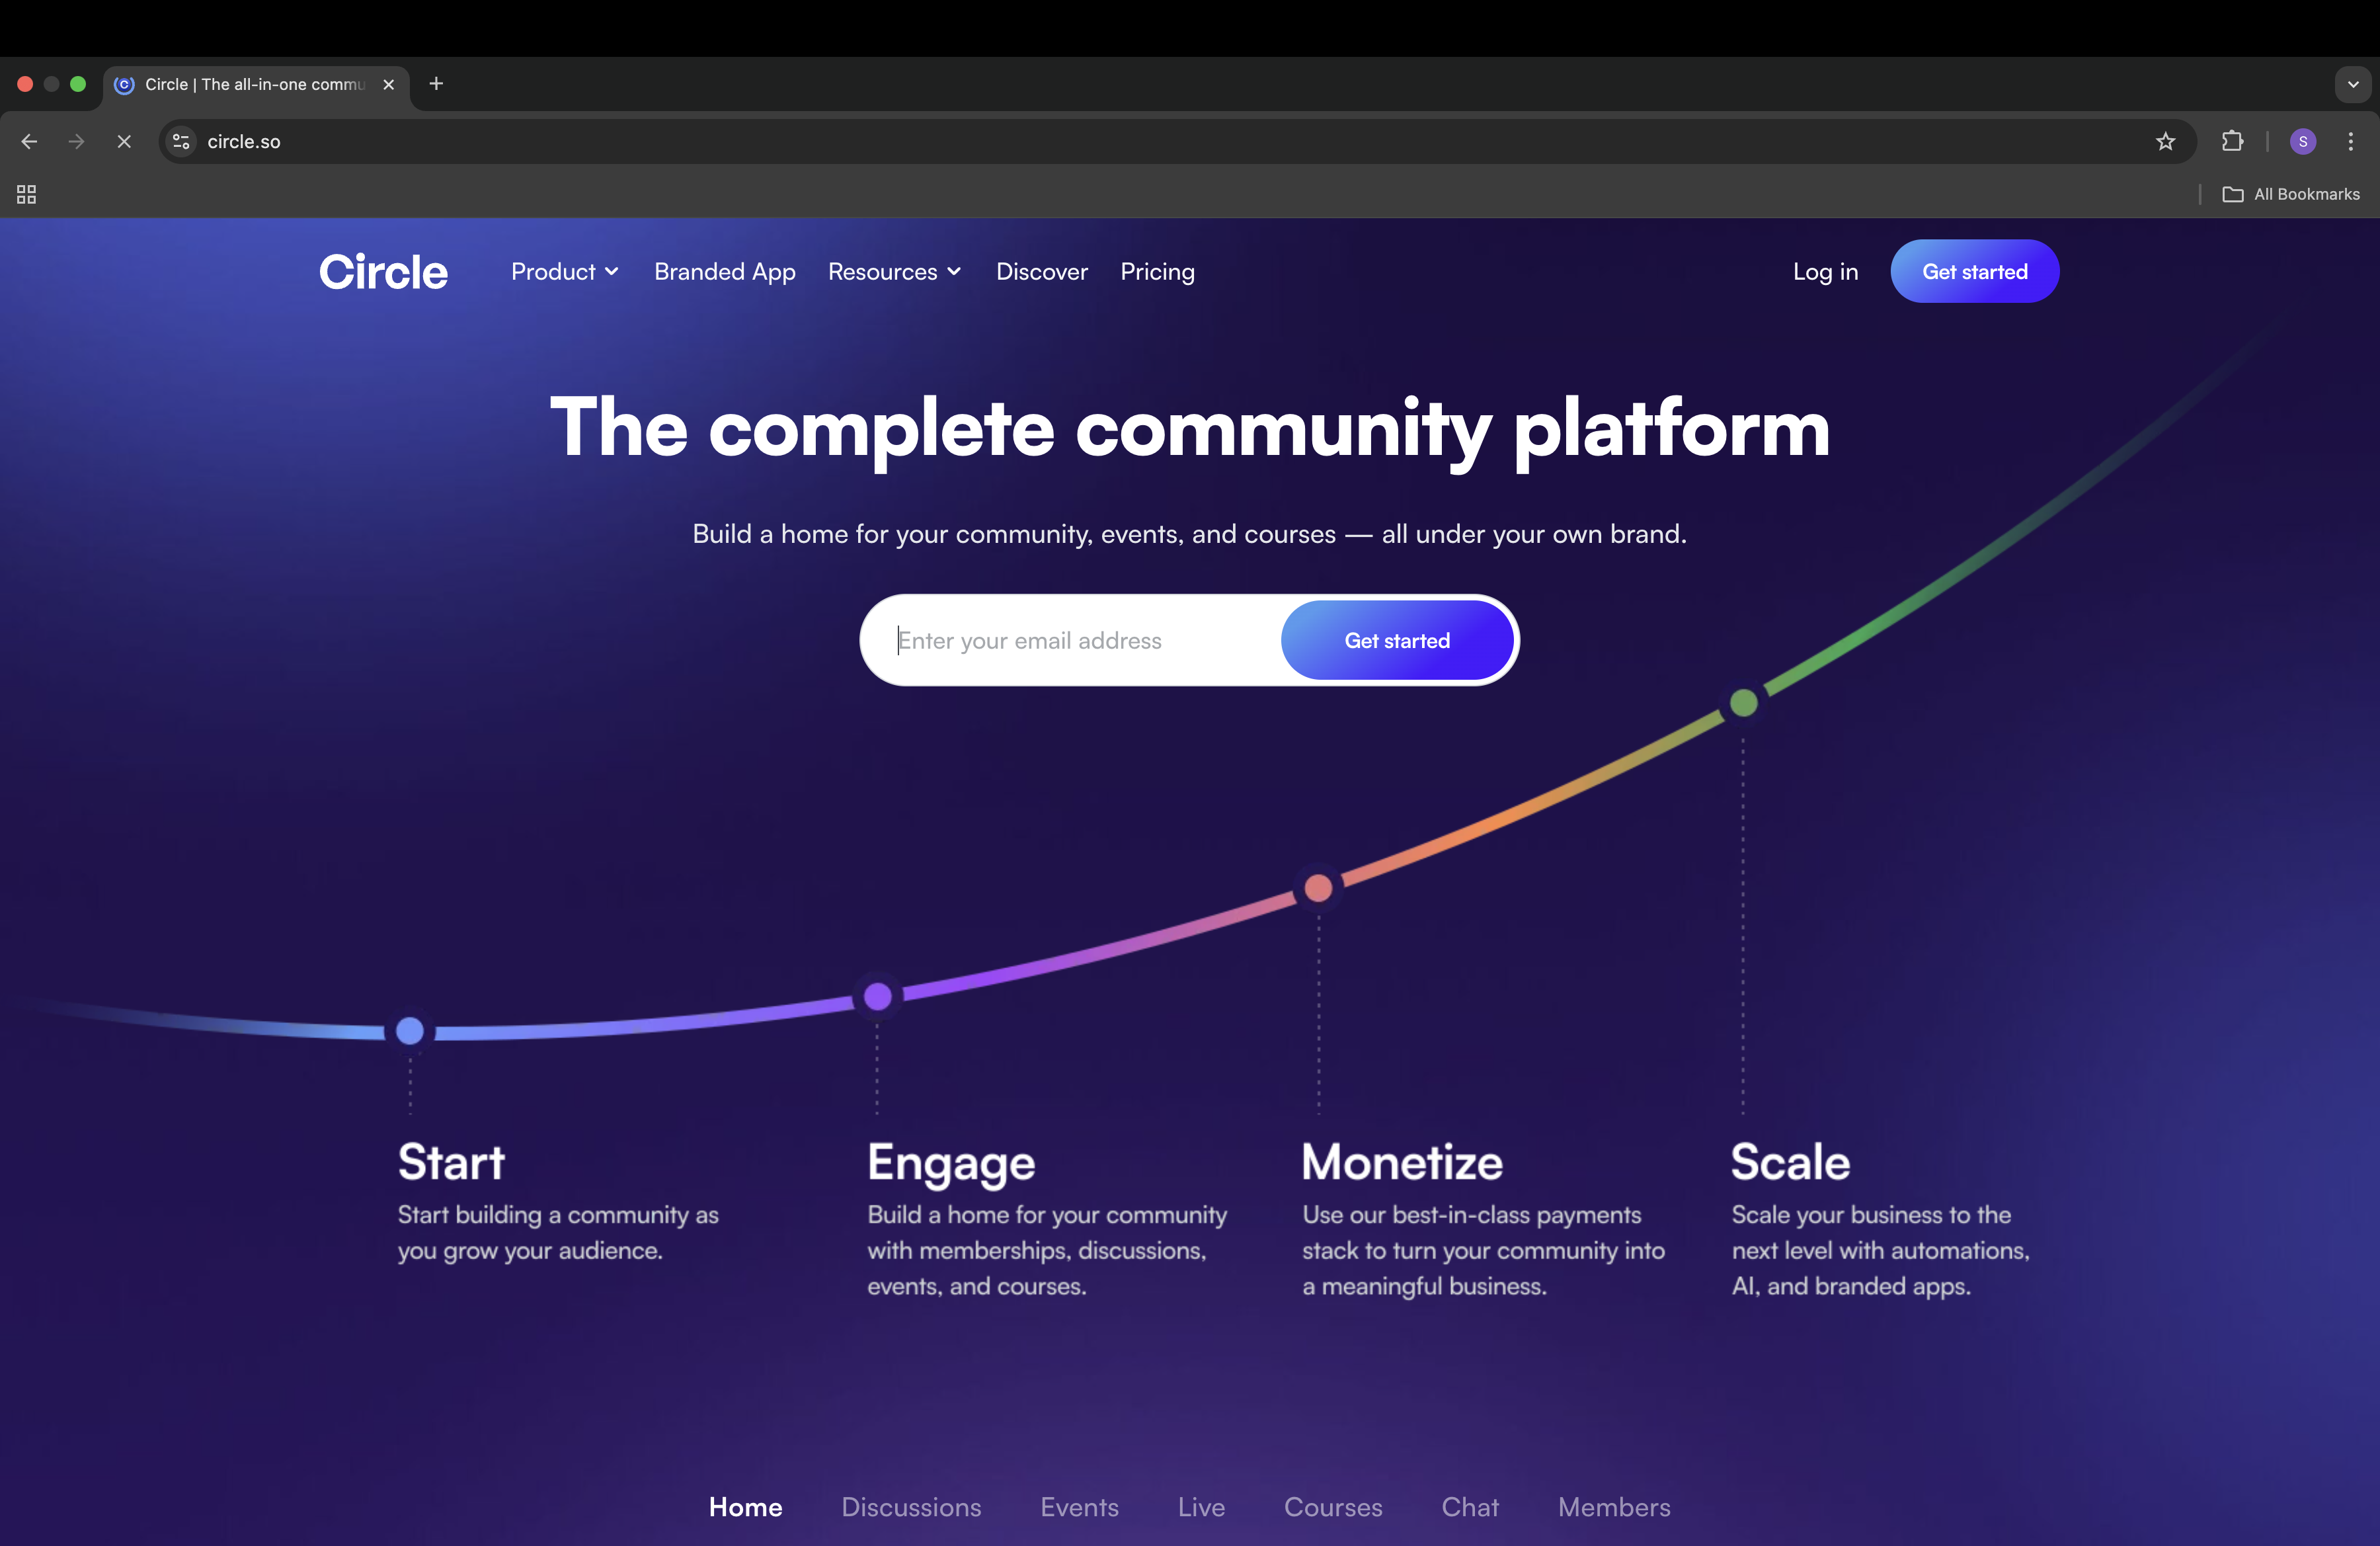 Circle | The all-in-one commu
circle.so
S
All Bookmarks
Circle
Product
Branded App
Resources
Discover
Pricing
Log in
Get started
The complete community platform
Build a home for your community, events, and courses — all under your own brand.
Enter your email address
Get started
Start
Start building a community as
you grow your audience.
Engage
Build a home for your community
with memberships, discussions,
events, and courses.
Monetize
Use our best-in-class payments
stack to turn your community into
a meaningful business.
Scale
Scale your business to the
next level with automations,
AI, and branded apps.
Home
Discussions
Events
Live
Courses
Chat
Members